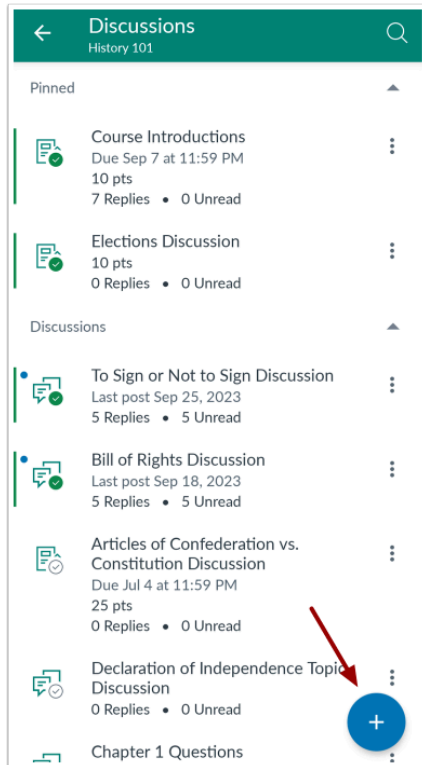 Discussions
History 101
Pinned
Course Introductions
Due Sep 7 at 11:59 PM
10 pts
7 Replies • 0 Unread
Elections Discussion
10 pts
0 Replies • 0 Unread
Discussions
To Sign or Not to Sign Discussion
Last post Sep 25, 2023
5 Replies • 5 Unread
Bill of Rights Discussion
Last post Sep 18, 2023
5 Replies • 5 Unread
Articles of Confederation vs.
Constitution Discussion
Due Jul 4 at 11:59 PM
25 pts
0 Replies • 0 Unread
Declaration of Independence Topic
Discussion
0 Replies • 0 Unread
Chapter 1 Questions